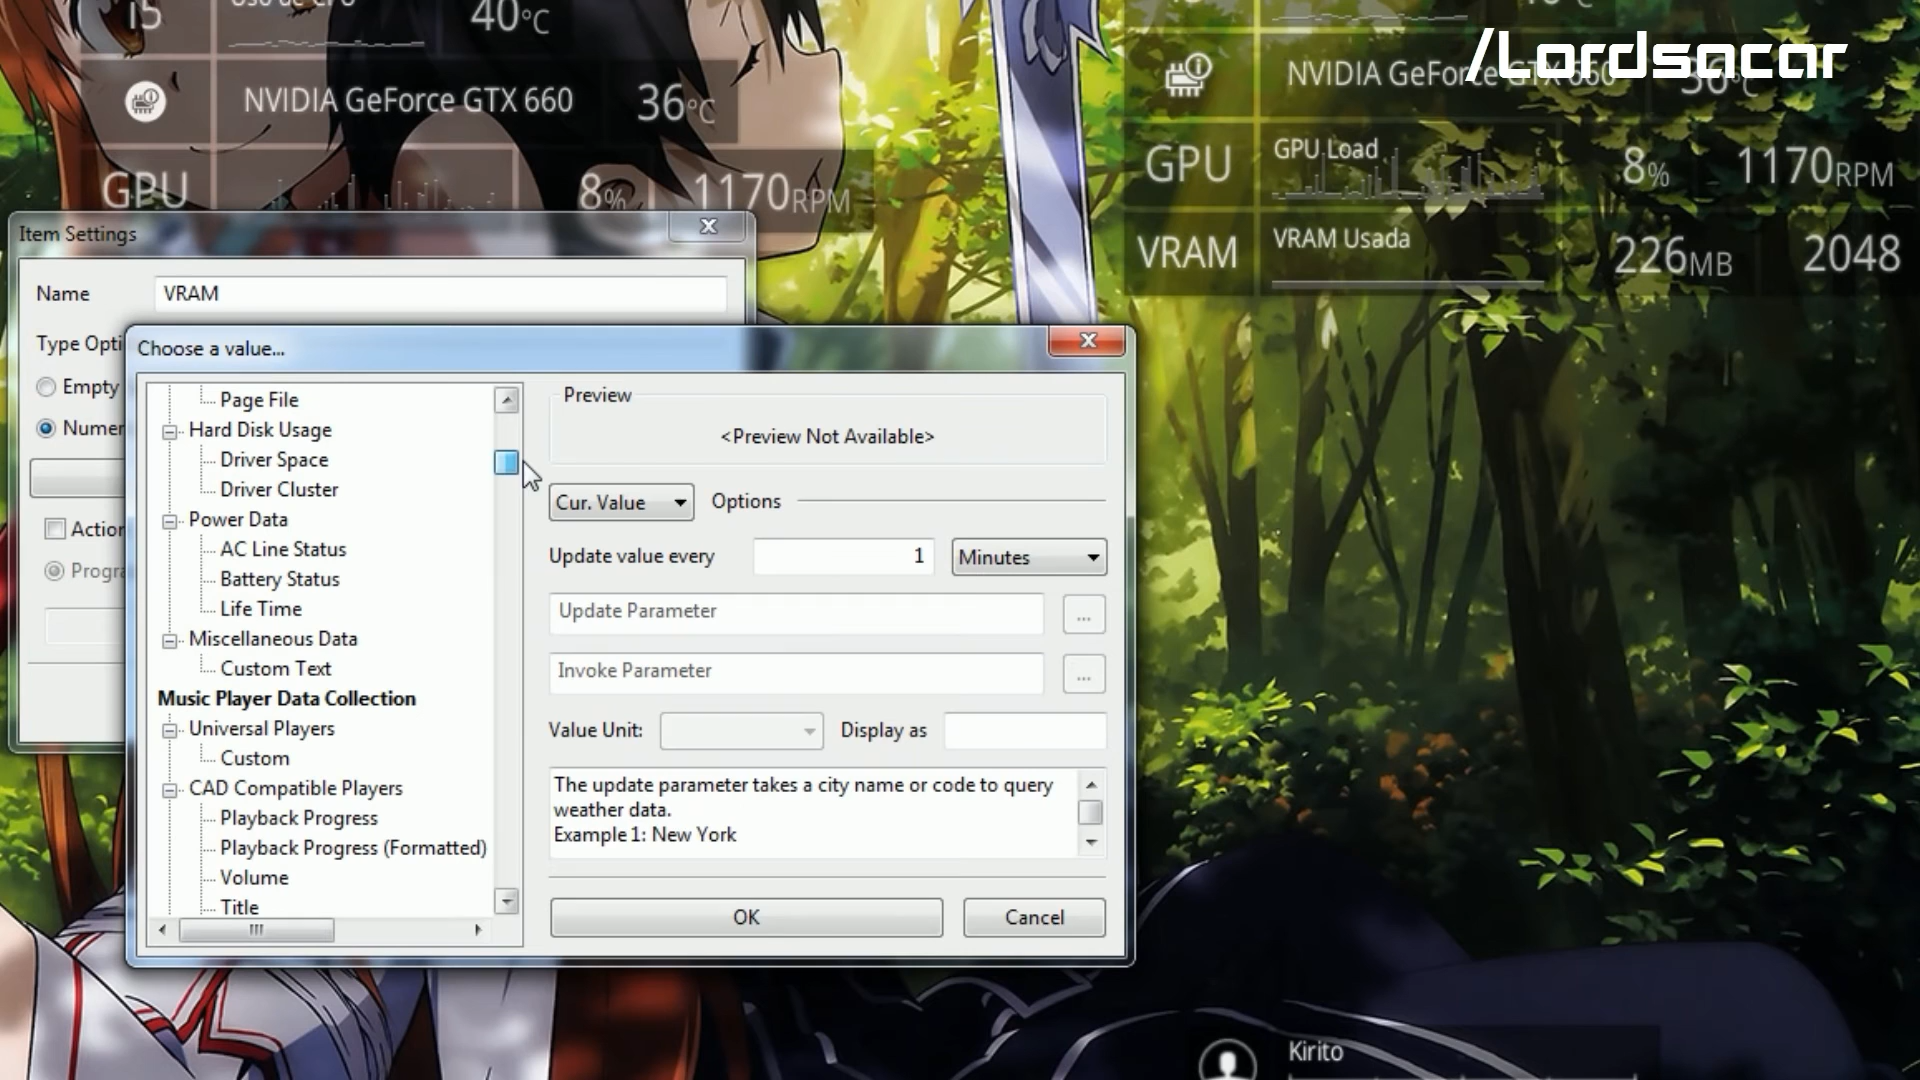 i5
40°C
NVIDIA GeForce GTX 660
36°C
GPU
8%
1170RPM
/Lordsacar
NVIDIA GeForce GTX 660
36°C
GPU
GPU Load
8%
1170RPM
VRAM
VRAM Usada
226MB
2048
Item Settings
Name
VRAM
Type Opti
Empty
Numer
Action
Progra
Choose a value...
Page File
Hard Disk Usage
Driver Space
Driver Cluster
Power Data
AC Line Status
Battery Status
Life Time
Miscellaneous Data
Custom Text
Music Player Data Collection
Universal Players
Custom
CAD Compatible Players
Playback Progress
Playback Progress (Formatted)
Volume
Title
Preview
<Preview Not Available>
Cur. Value
Options
Update value every
1
Minutes
Update Parameter
...
Invoke Parameter
...
Value Unit:
Display as
The update parameter takes a city name or code to query
weather data.
Example 1: New York
OK
Cancel
Kirito